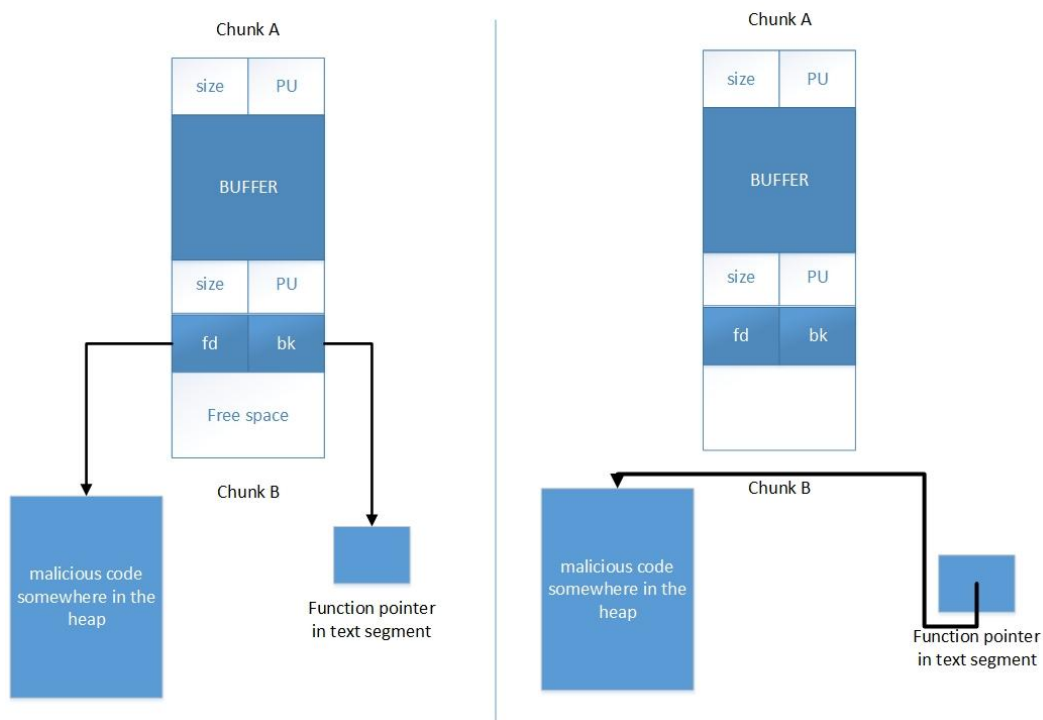 Chunk A
size PU
BUFFER
size PU
fd bk
Free space
Chunk B
malicious code
somewhere in the
heap
Function pointer
in text segment
Chunk A
size PU
BUFFER
size PU
fd bk
Chunk B
malicious code
somewhere in the
heap
Function pointer
in text segment